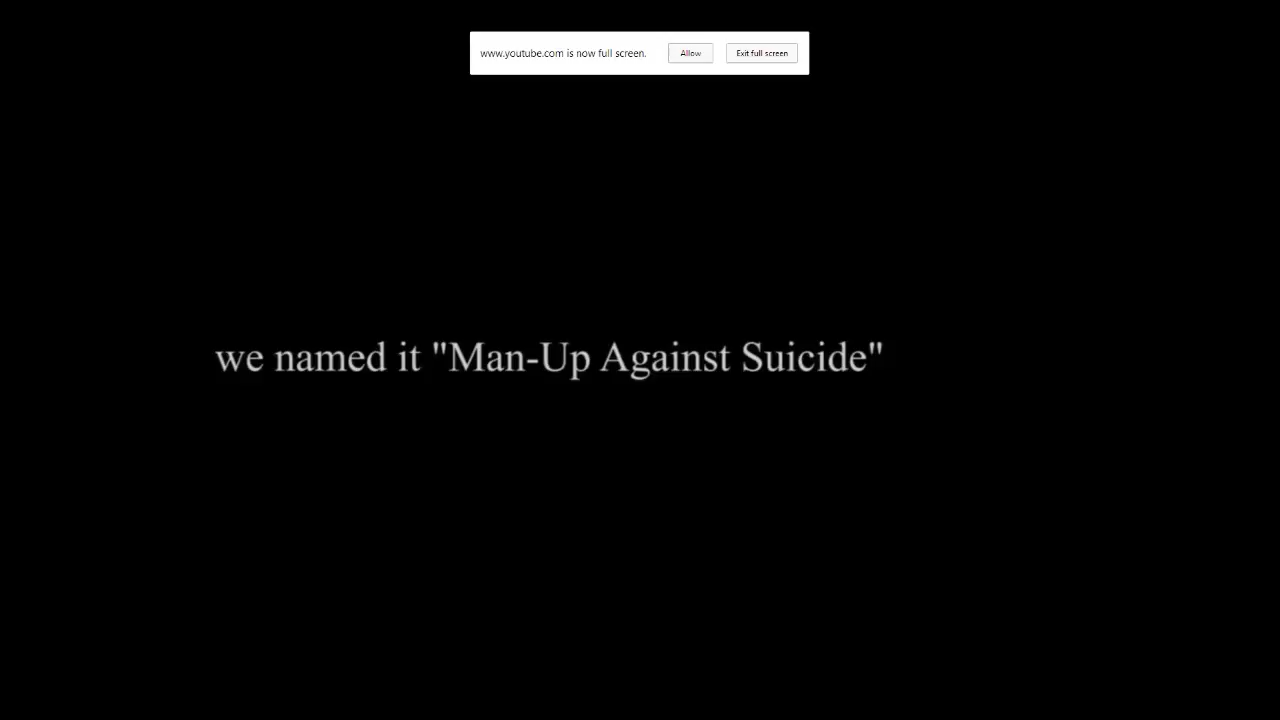 www.youtube.com is now full screen. Allow Exit full screen
we named it "Man-Up Against Suicide"